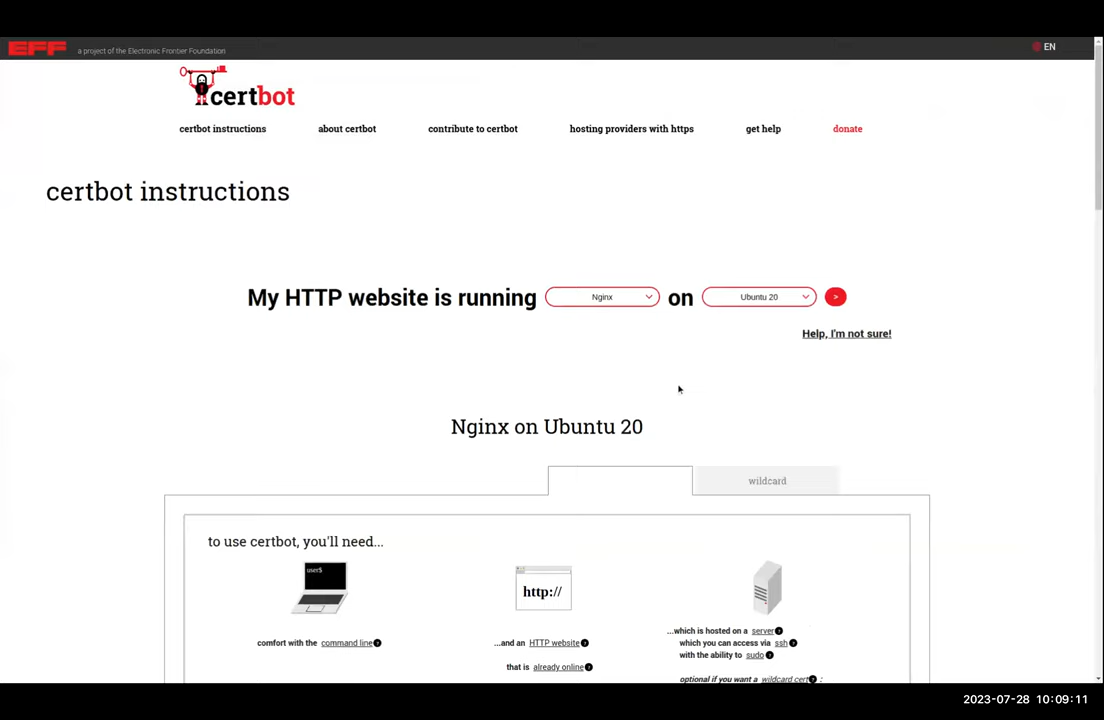 EFF a project of the Electronic Frontier Foundation EN
certbot
certbot instructions about certbot contribute to certbot hosting providers with https get help donate
certbot instructions
My HTTP website is running Nginx on Ubuntu 20 >
Help, I'm not sure!
Nginx on Ubuntu 20
wildcard
to use certbot, you'll need...
user$
http://
comfort with the command line
...and an HTTP website
that is already online
...which is hosted on a server
which you can access via ssh
with the ability to sudo
optional if you want a wildcard cert :
2023-07-28 10:09:11